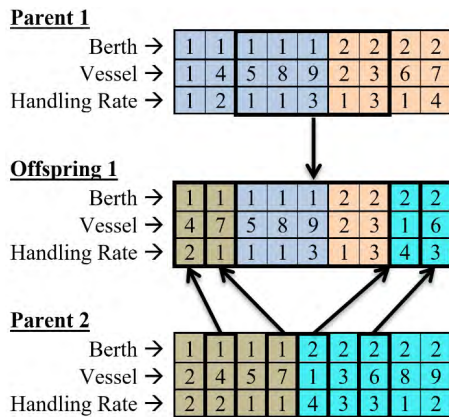 Parent 1
Berth → 1 1 1 1 1 2 2 2 2
Vessel → 1 4 5 8 9 2 3 6 7
Handling Rate → 1 2 1 1 3 1 3 1 4
Offspring 1
Berth → 1 1 1 1 1 2 2 2 2
Vessel → 4 7 5 8 9 2 3 1 6
Handling Rate → 2 1 1 1 3 1 3 4 3
Parent 2
Berth → 1 1 1 1 2 2 2 2 2
Vessel → 2 4 5 7 1 3 6 8 9
Handling Rate → 2 2 1 1 4 3 3 1 2